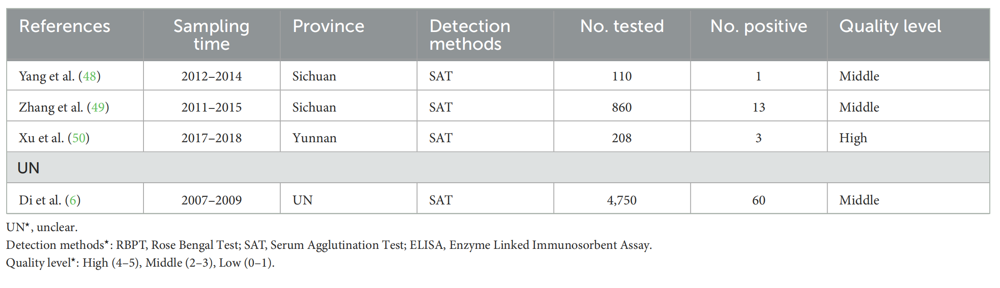 References Sampling time Province Detection methods No. tested No. positive Quality level
Yang et al. (48) 2012–2014 Sichuan SAT 110 1 Middle
Zhang et al. (49) 2011–2015 Sichuan SAT 860 13 Middle
Xu et al. (50) 2017–2018 Yunnan SAT 208 3 High
UN
Di et al. (6) 2007–2009 UN SAT 4,750 60 Middle
UN★, unclear.
Detection methods★: RBPT, Rose Bengal Test; SAT, Serum Agglutination Test; ELISA, Enzyme Linked Immunosorbent Assay.
Quality level★: High (4–5), Middle (2–3), Low (0–1).